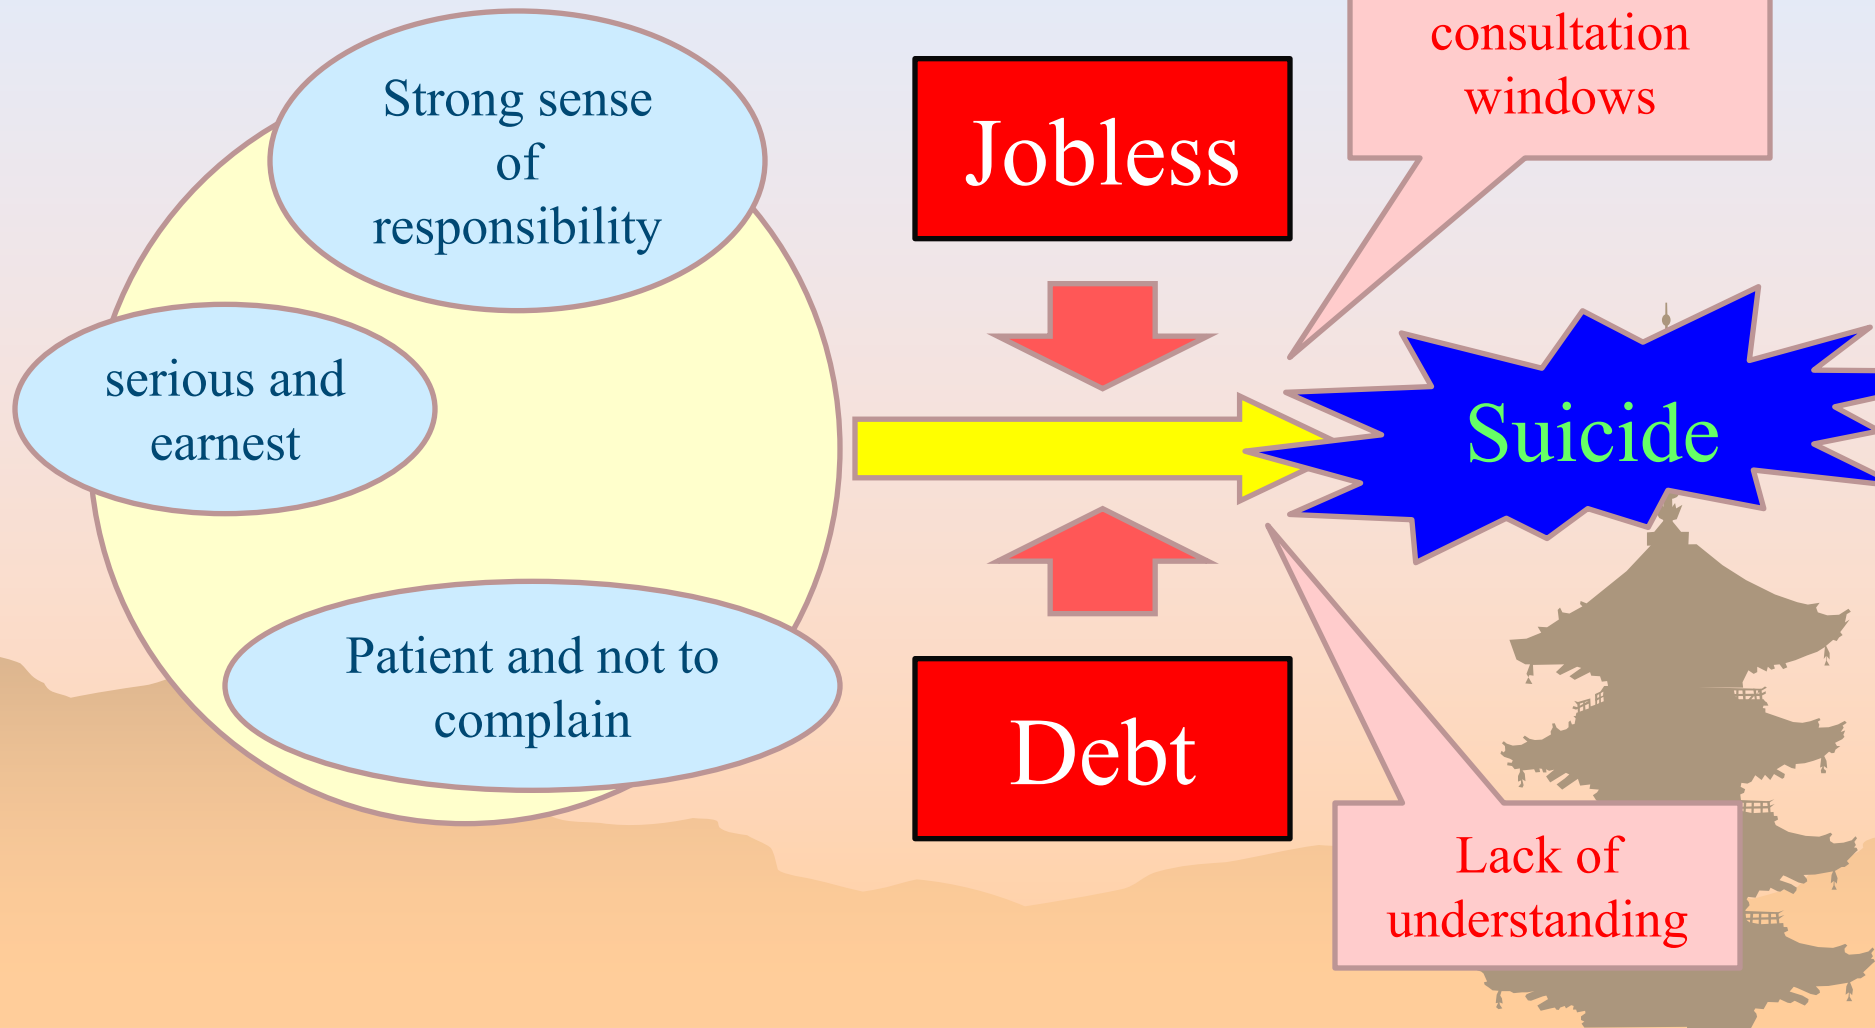 Strong sense
of
responsibility
serious and
earnest
Patient and not to
complain
Jobless
Debt
consultation
windows
Suicide
Lack of
understanding